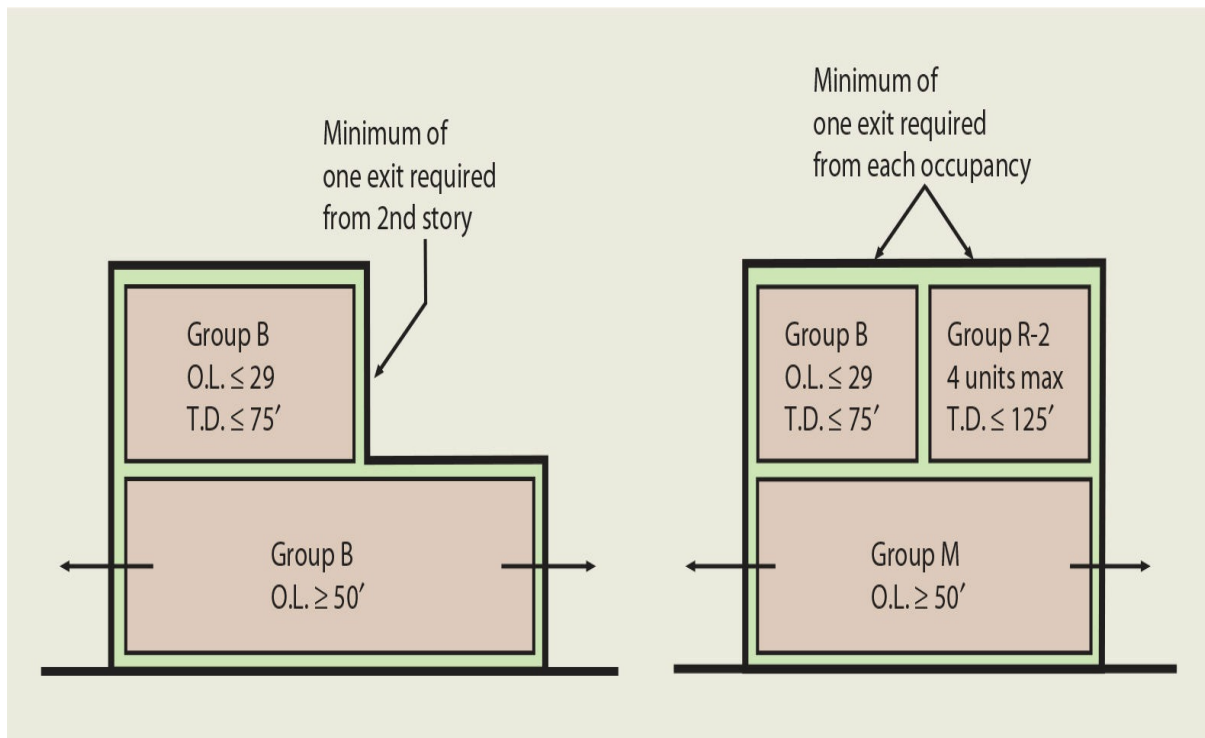 Minimum of
one exit required
from 2nd story
Group B
O.L. ≤ 29
T.D. ≤ 75′
Group B
O.L. ≥ 50′
Minimum of
one exit required
from each occupancy
Group B
O.L. ≤ 29
T.D. ≤ 75′
Group R-2
4 units max
T.D. ≤ 125′
Group M
O.L. ≥ 50′